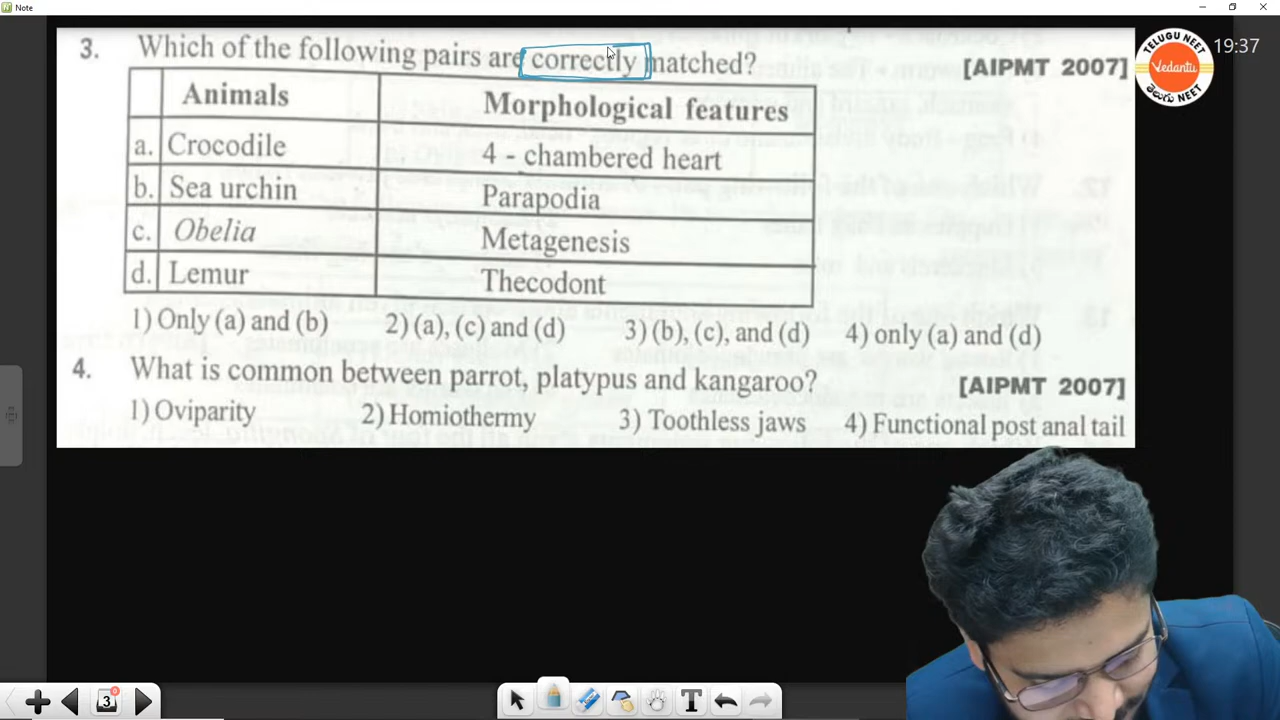 Note
19:37
TELUGU NEET
Vedantu
తెలుగు NEET
3. Which of the following pairs are correctly matched? [AIPMT 2007]
Animals Morphological features
a. Crocodile 4 - chambered heart
b. Sea urchin Parapodia
c. Obelia Metagenesis
d. Lemur Thecodont
1) Only (a) and (b) 2) (a), (c) and (d) 3) (b), (c), and (d) 4) only (a) and (d)
4. What is common between parrot, platypus and kangaroo? [AIPMT 2007]
1) Oviparity 2) Homiothermy 3) Toothless jaws 4) Functional post anal tail
3
0
T